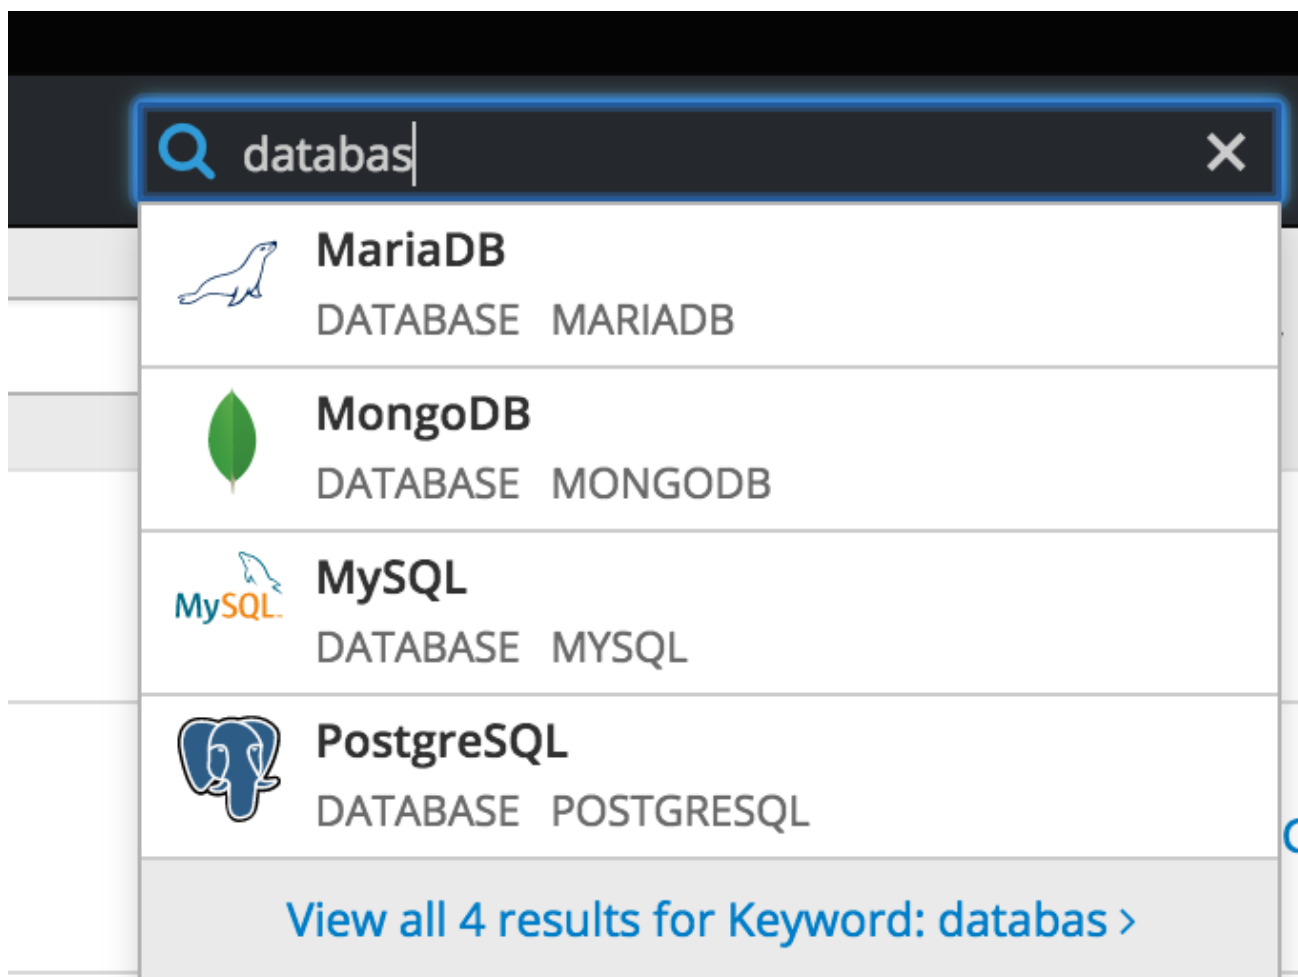 databas
MariaDB
DATABASE MARIADB
MongoDB
DATABASE MONGODB
MySQL
MySQL
DATABASE MYSQL
PostgreSQL
DATABASE POSTGRESQL
View all 4 results for Keyword: databas >